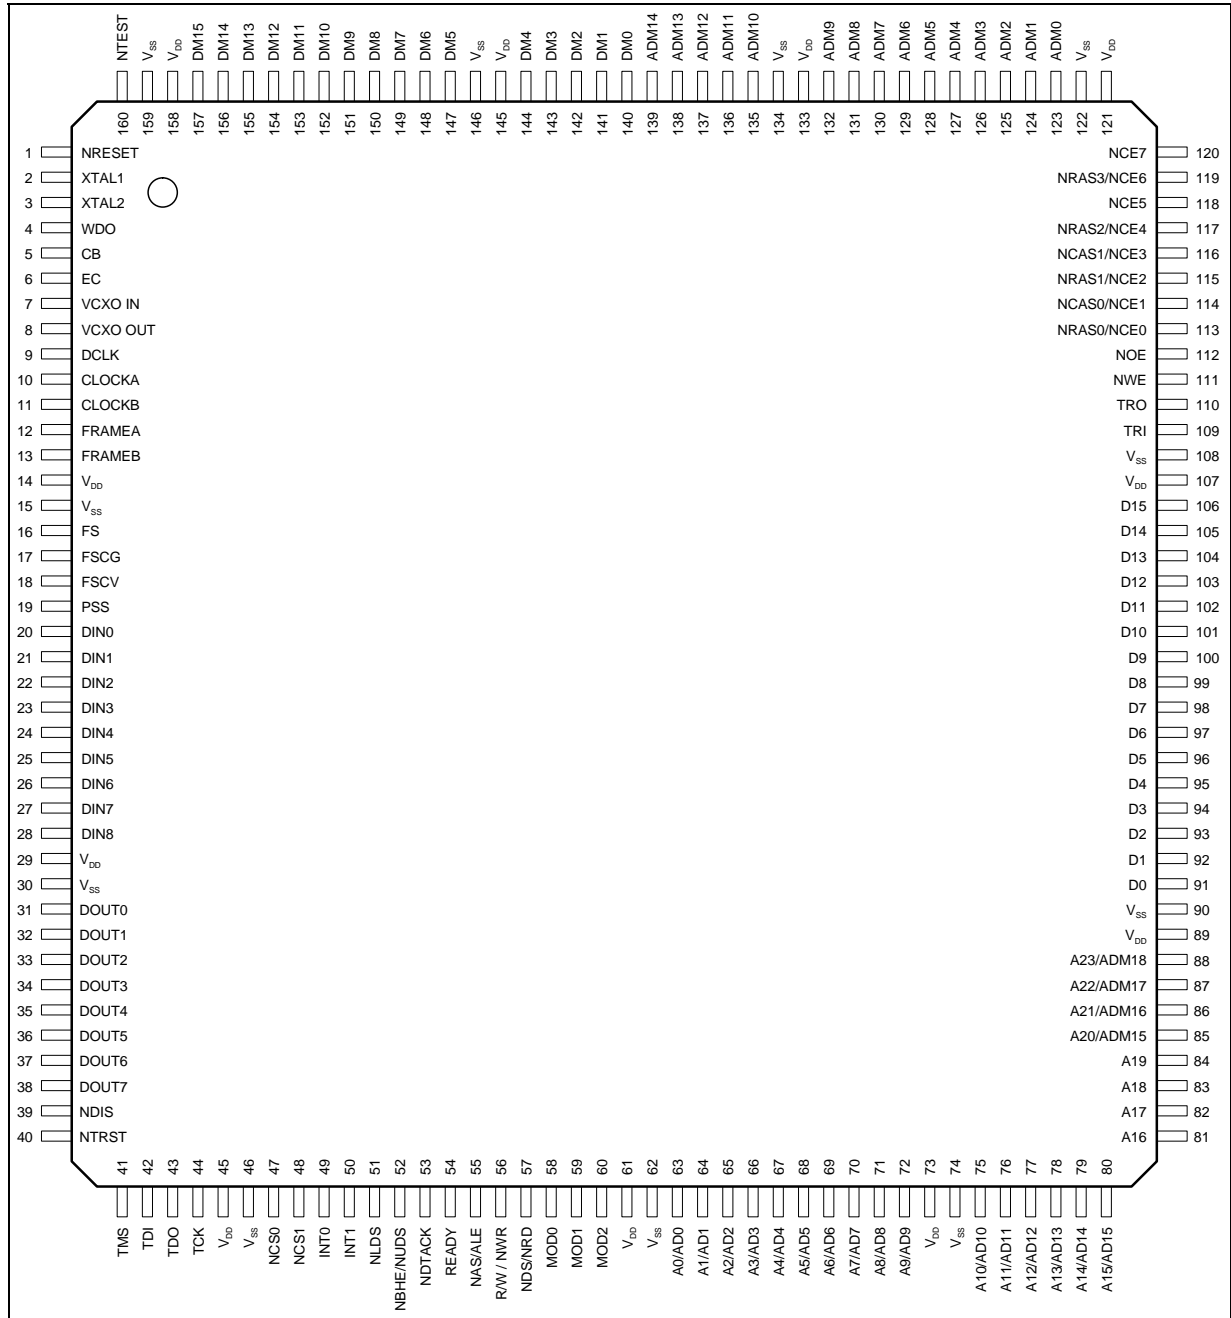 NTEST VSS VDD DM15 DM14 DM13 DM12 DM11 DM10 DM9 DM8 DM7 DM6 DM5 VSS VDD DM4 DM3 DM2 DM1 DM0 ADM14 ADM13 ADM12 ADM11 ADM10 VSS VDD ADM9 ADM8 ADM7 ADM6 ADM5 ADM4 ADM3 ADM2 ADM1 ADM0 VSS VDD
160 159 158 157 156 155 154 153 152 151 150 149 148 147 146 145 144 143 142 141 140 139 138 137 136 135 134 133 132 131 130 129 128 127 126 125 124 123 122 121
1 NRESET NCE7 120
2 XTAL1 NRAS3/NCE6 119
3 XTAL2 NCE5 118
4 WDO NRAS2/NCE4 117
5 CB NCAS1/NCE3 116
6 EC NRAS1/NCE2 115
7 VCXO IN NCAS0/NCE1 114
8 VCXO OUT NRAS0/NCE0 113
9 DCLK NOE 112
10 CLOCKA NWE 111
11 CLOCKB TRO 110
12 FRAMEA TRI 109
13 FRAMEB VSS 108
14 VDD VDD 107
15 VSS D15 106
16 FS D14 105
17 FSCG D13 104
18 FSCV D12 103
19 PSS D11 102
20 DIN0 D10 101
21 DIN1 D9 100
22 DIN2 D8 99
23 DIN3 D7 98
24 DIN4 D6 97
25 DIN5 D5 96
26 DIN6 D4 95
27 DIN7 D3 94
28 DIN8 D2 93
29 VDD D1 92
30 VSS D0 91
31 DOUT0 VSS 90
32 DOUT1 VDD 89
33 DOUT2 A23/ADM18 88
34 DOUT3 A22/ADM17 87
35 DOUT4 A21/ADM16 86
36 DOUT5 A20/ADM15 85
37 DOUT6 A19 84
38 DOUT7 A18 83
39 NDIS A17 82
40 NTRST A16 81
41 42 43 44 45 46 47 48 49 50 51 52 53 54 55 56 57 58 59 60 61 62 63 64 65 66 67 68 69 70 71 72 73 74 75 76 77 78 79 80
TMS TDI TDO TCK VDD VSS NCS0 NCS1 INT0 INT1 NLDS NBHE/NUDS NDTACK READY NAS/ALE R/W / NWR NDS/NRD MOD0 MOD1 MOD2 VDD VSS A0/AD0 A1/AD1 A2/AD2 A3/AD3 A4/AD4 A5/AD5 A6/AD6 A7/AD7 A8/AD8 A9/AD9 VDD VSS A10/AD10 A11/AD11 A12/AD12 A13/AD13 A14/AD14 A15/AD15